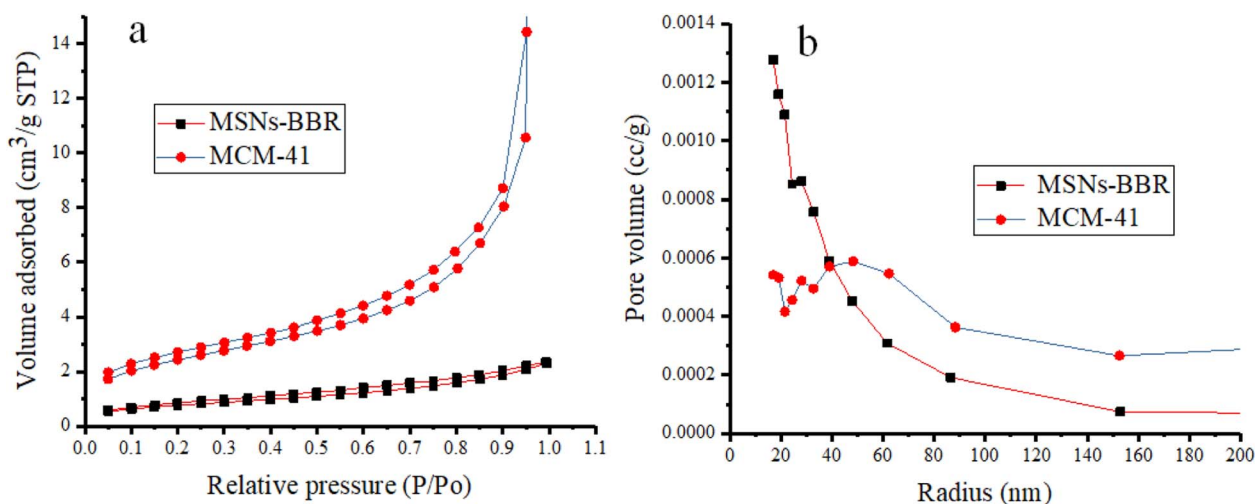 a
Volume adsorbed (cm³/g STP)
14
12
10
8
6
4
2
0
MSNs-BBR
MCM-41
0.0 0.1 0.2 0.3 0.4 0.5 0.6 0.7 0.8 0.9 1.0 1.1
Relative pressure (P/Po)
b
Pore volume (cc/g)
0.0014
0.0012
0.0010
0.0008
0.0006
0.0004
0.0002
0.0000
MSNs-BBR
MCM-41
0 20 40 60 80 100 120 140 160 180 200
Radius (nm)